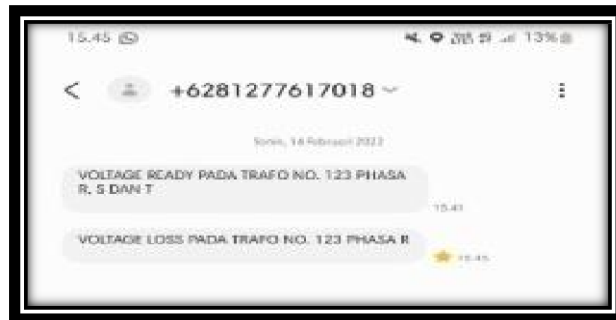 15.45
13%
+6281277617018
Senin, 14 Februari 2022
VOLTAGE READY PADA TRAFO NO. 123 PHASA
R, S DAN T
15.41
VOLTAGE LOSS PADA TRAFO NO. 123 PHASA R
15.45